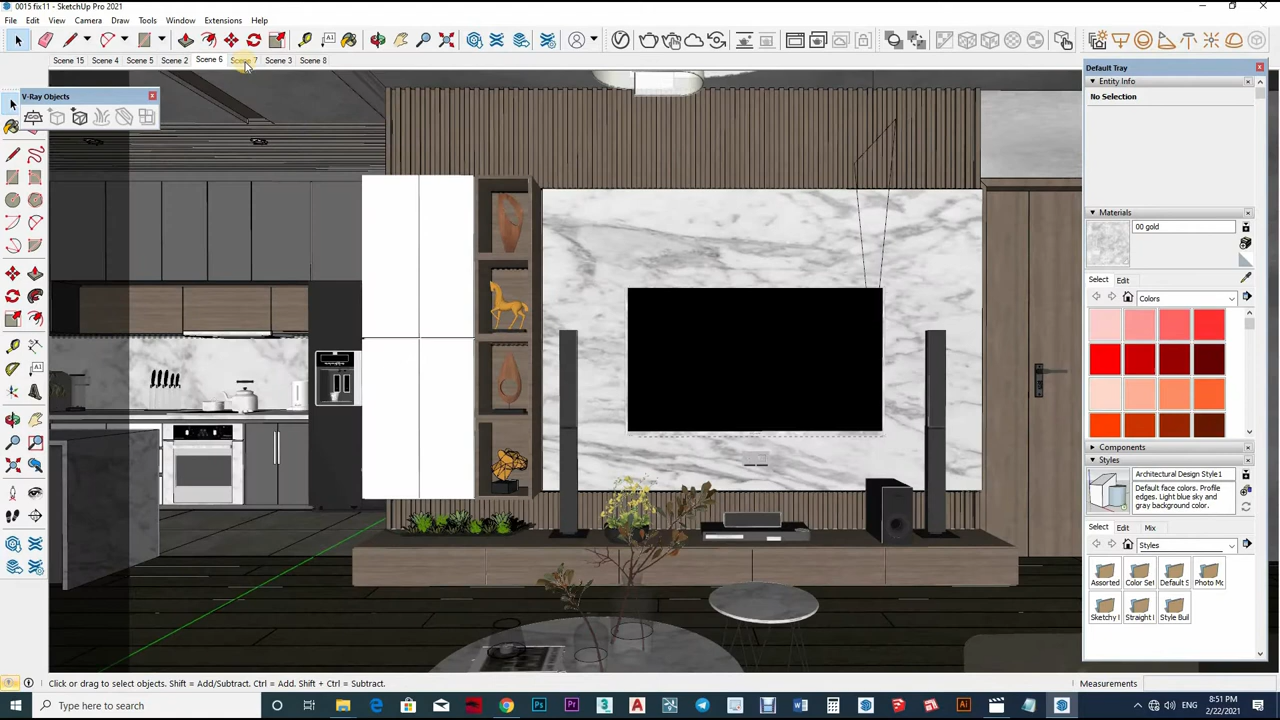 0015 fix11 - SketchUp Pro 2021
File Edit View Camera Draw Tools Window Extensions Help
Scene 15 Scene 4 Scene 5 Scene 2 Scene 6 Scene 7 Scene 3 Scene 8
Default Tray
V-Ray Objects
Entity Info
No Selection
Materials
00 gold
Select Edit
Colors
Components
Styles
Architectural Design Style1
Default face colors. Profile
edges. Light blue sky and
gray background color.
Select Edit Mix
Styles
Assorted Color Set Default S Photo Mo
Sketchy Straight L Style Buil
Click or drag to select objects. Shift = Add/Subtract. Ctrl = Add. Shift + Ctrl = Subtract.
Measurements
Type here to search
8:51 PM
2/22/2021